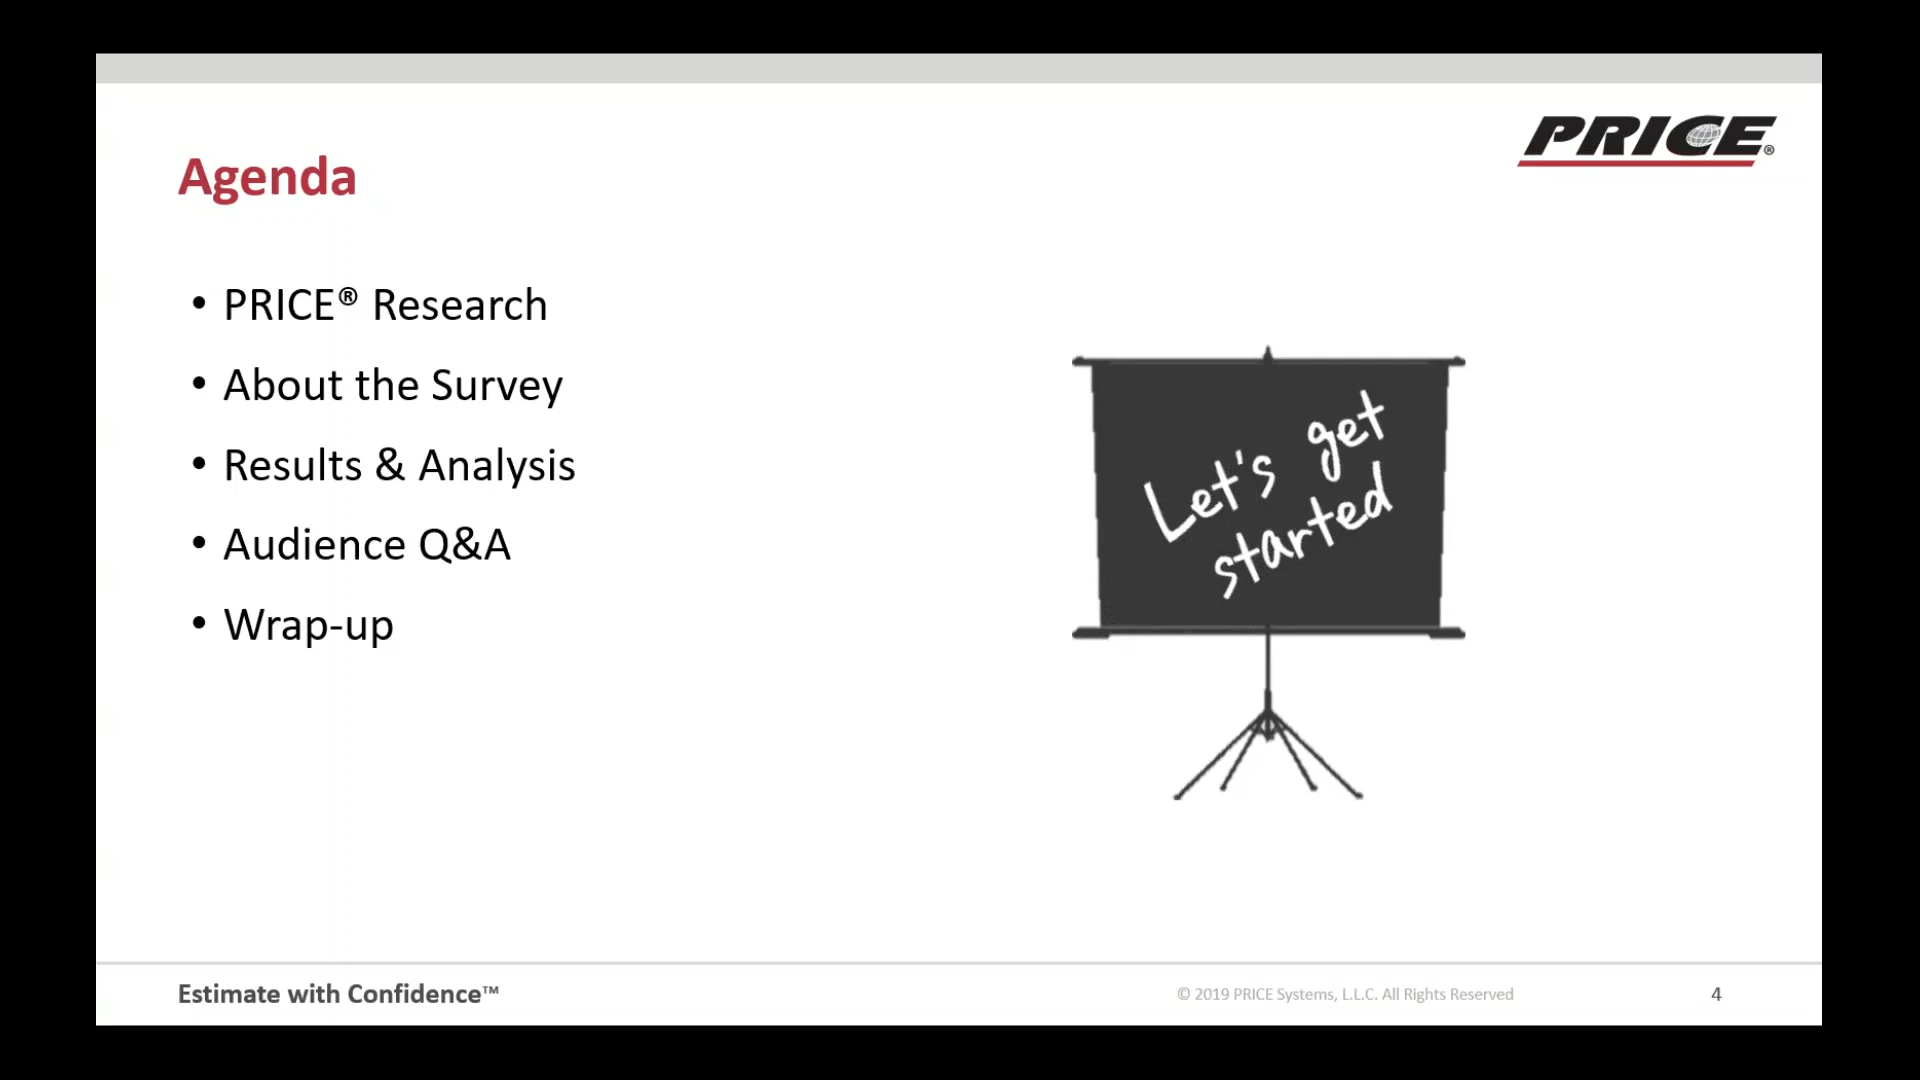 PRICE®
Agenda
• PRICE® Research
• About the Survey
• Results & Analysis
• Audience Q&A
• Wrap-up
Let's get
started
Estimate with Confidence™
© 2019 PRICE Systems, L.L.C. All Rights Reserved
4